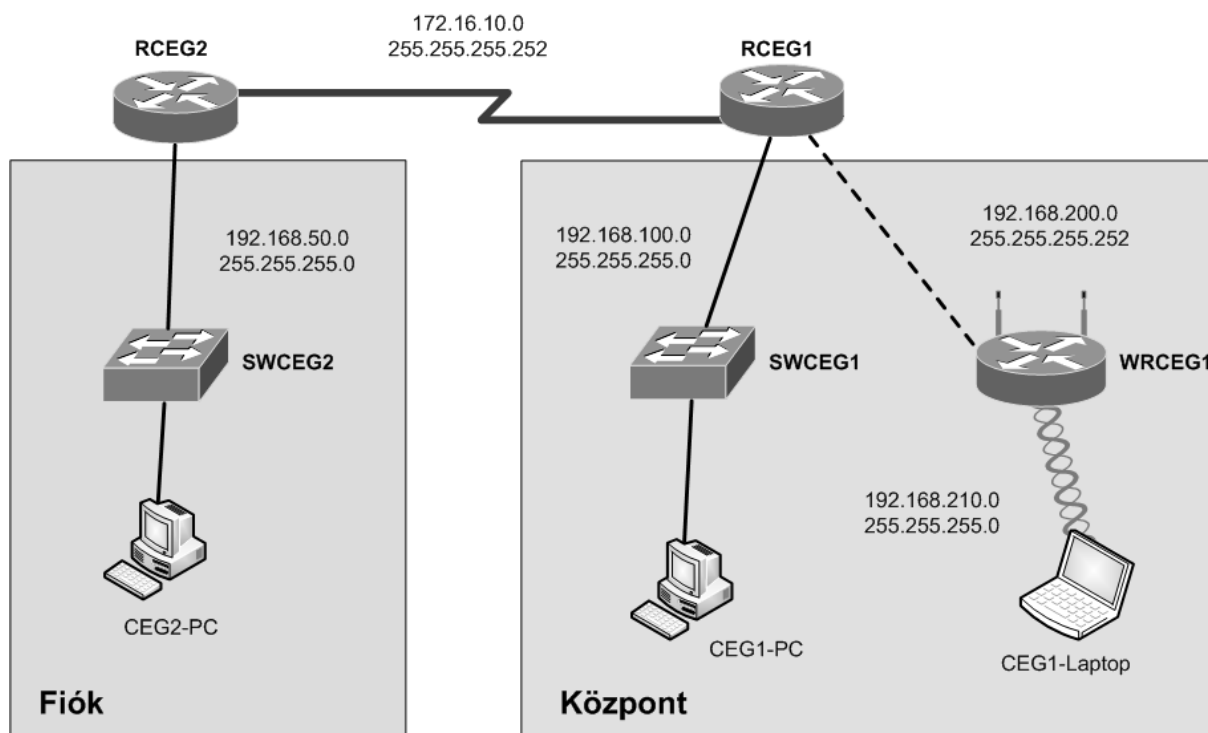 172.16.10.0
255.255.255.252
RCEG2
RCEG1
192.168.50.0
255.255.255.0
192.168.100.0
255.255.255.0
192.168.200.0
255.255.255.252
SWCEG2
SWCEG1
WRCEG1
192.168.210.0
255.255.255.0
CEG2-PC
CEG1-PC
CEG1-Laptop
Fiók
Központ